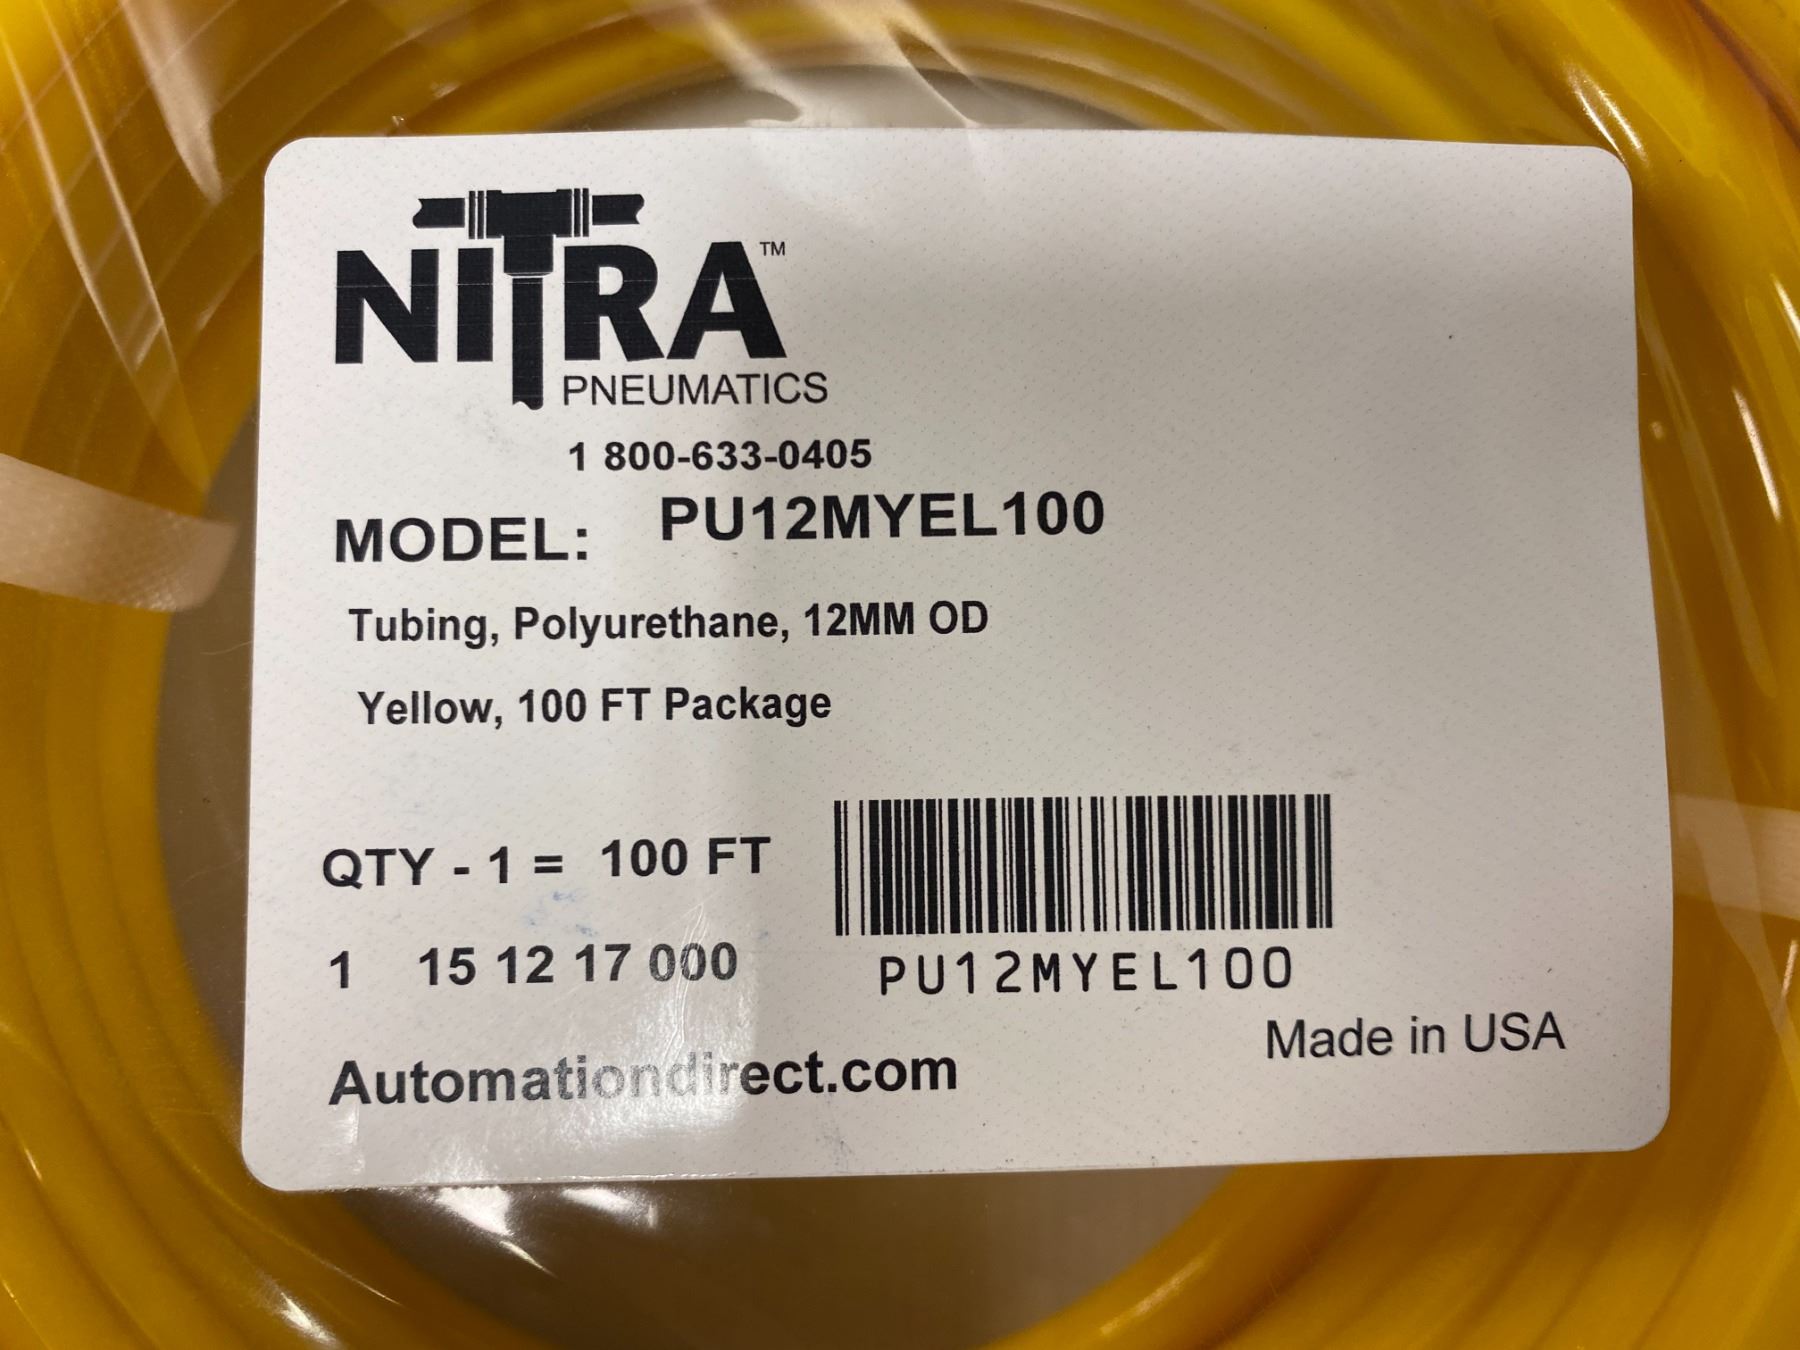 NITRA™
PNEUMATICS
1 800-633-0405
MODEL: PU12MYEL100
Tubing, Polyurethane, 12MM OD
Yellow, 100 FT Package
QTY - 1 = 100 FT
1 15 12 17 000
PU12MYEL100
Made in USA
Automationdirect.com